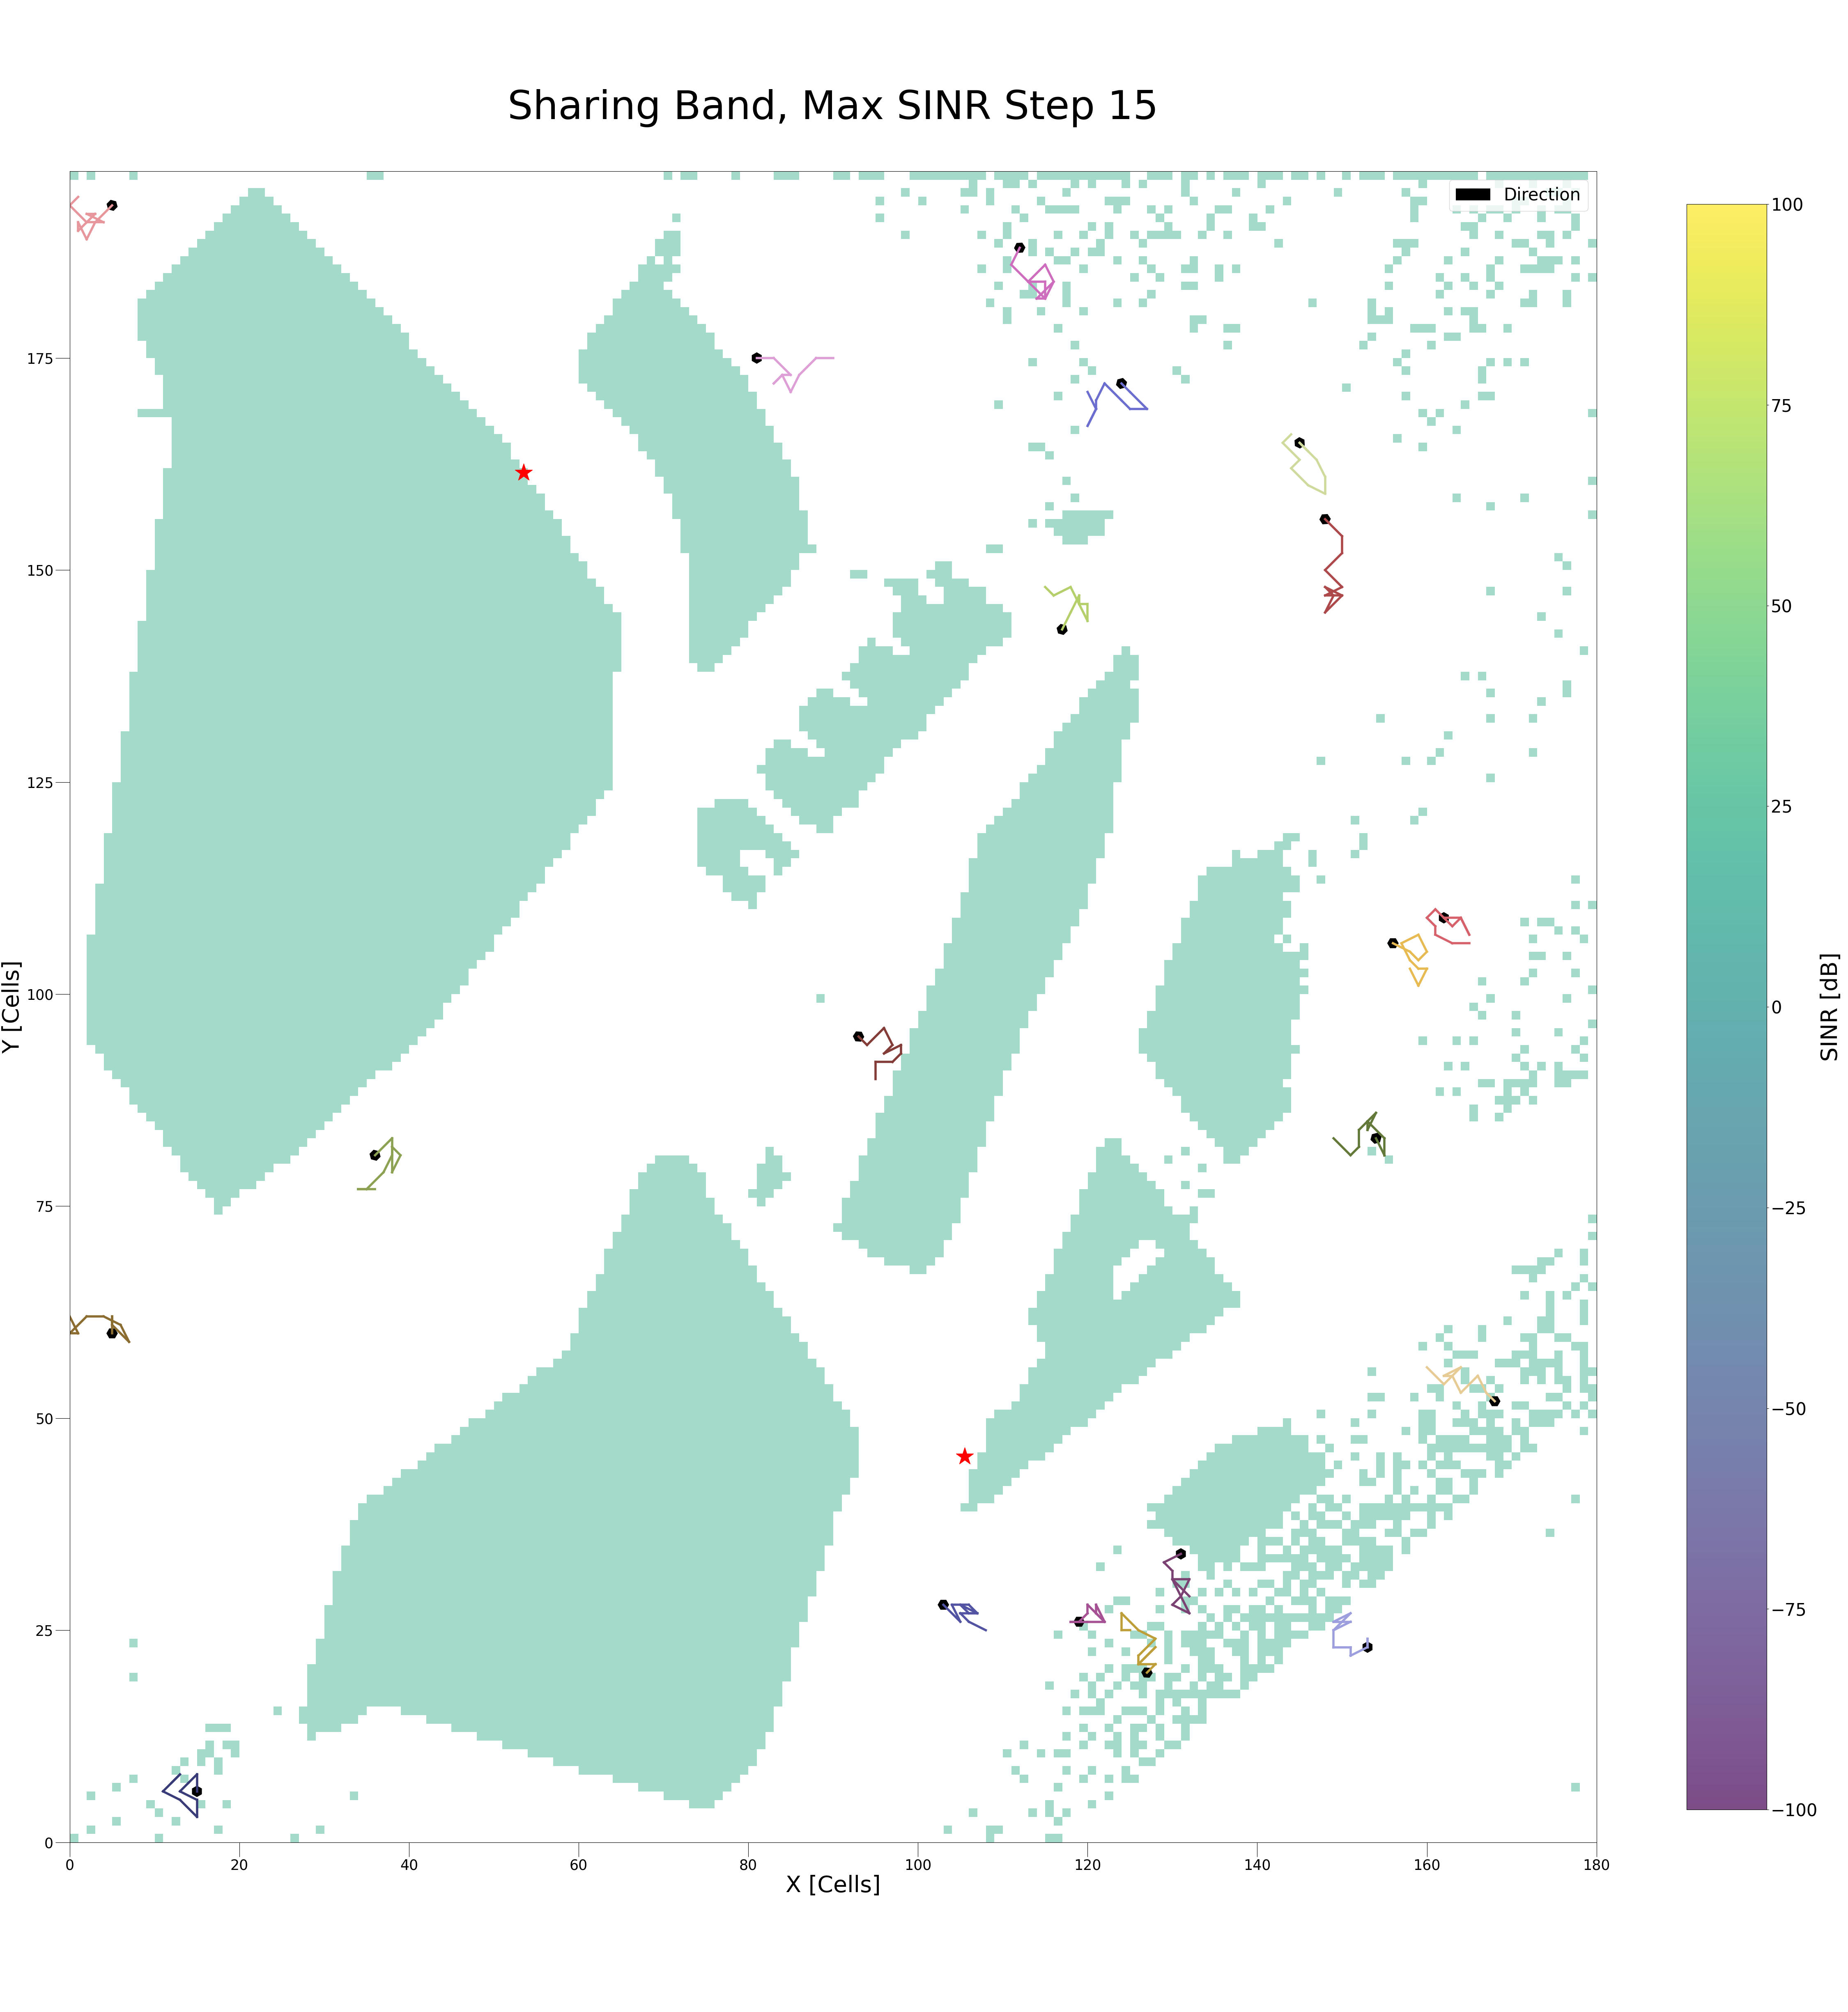 Sharing Band, Max SINR Step 15
Direction
Y [Cells]
175
150
125
100
75
50
25
0
0 20 40 60 80 100 120 140 160 180
X [Cells]
100
75
50
25
0
−25
−50
−75
−100
SINR [dB]